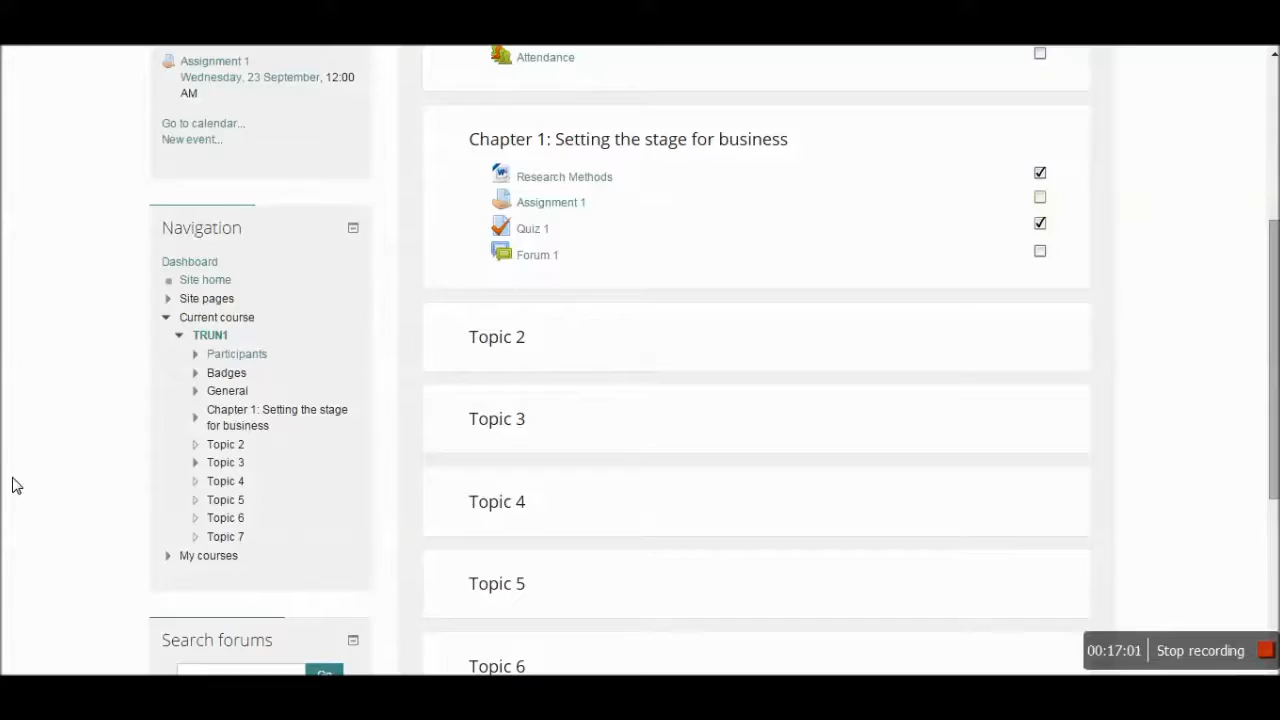 Assignment 1
Wednesday, 23 September, 12:00
AM
Go to calendar...
New event...
Navigation
Dashboard
Site home
Site pages
Current course
TRUN1
Participants
Badges
General
Chapter 1: Setting the stage
for business
Topic 2
Topic 3
Topic 4
Topic 5
Topic 6
Topic 7
My courses
Search forums
Go
Attendance
Chapter 1: Setting the stage for business
Research Methods
Assignment 1
Quiz 1
Forum 1
Topic 2
Topic 3
Topic 4
Topic 5
Topic 6
00:17:01
Stop recording